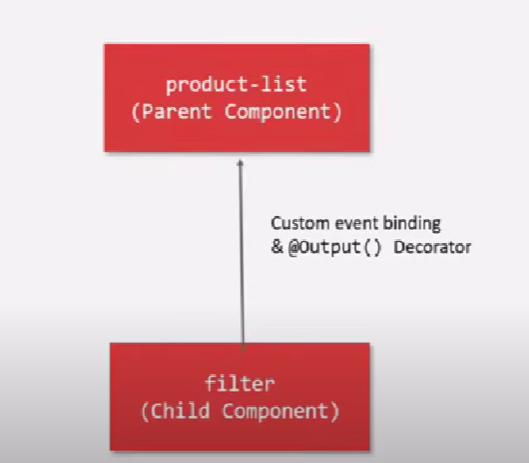 product-list
(Parent Component)
Custom event binding
& @Output() Decorator
filter
(Child Component)